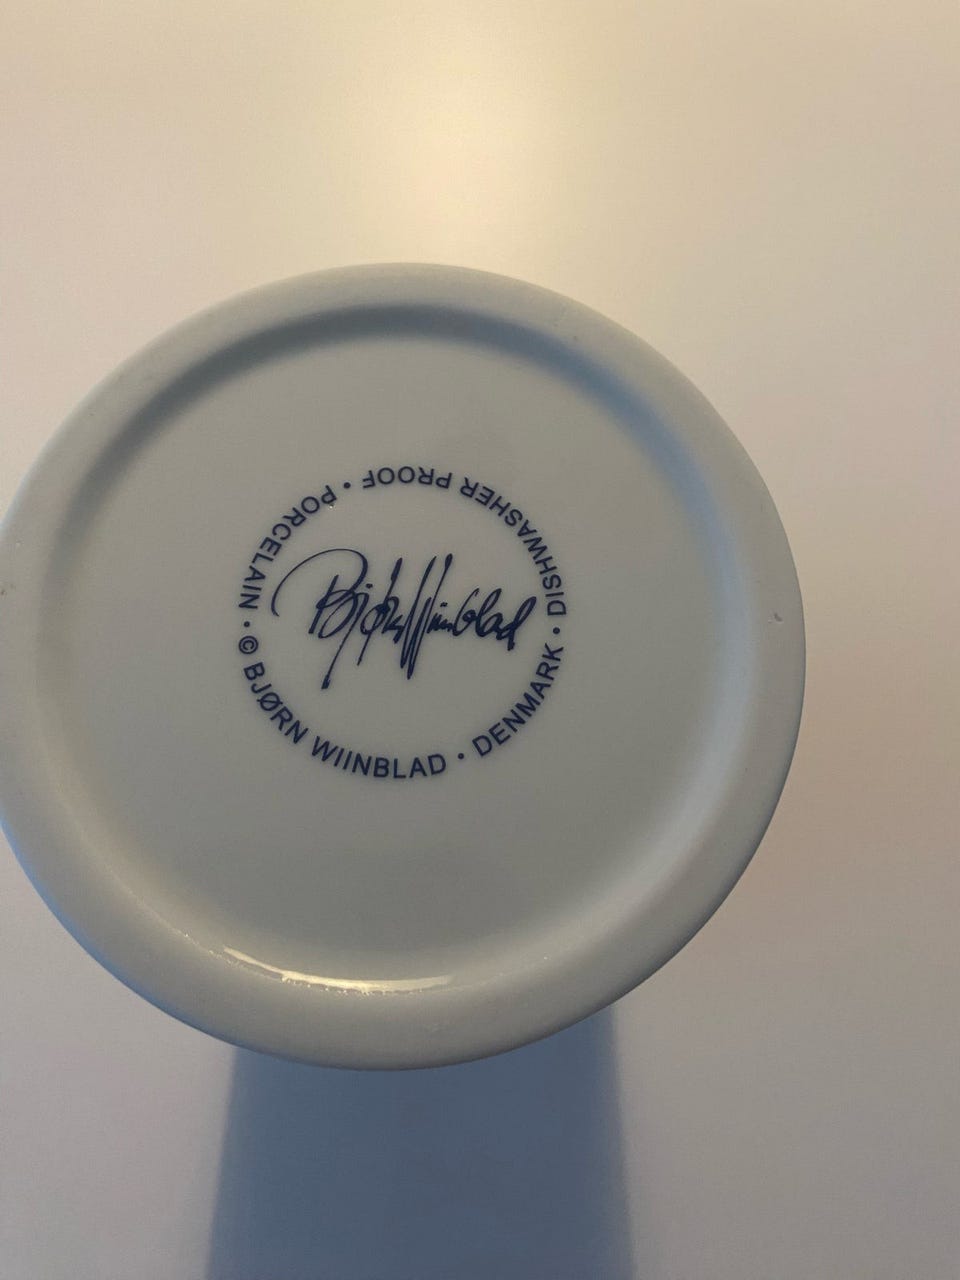 Bjørn Wiinblad
© BJØRN WIINBLAD • DENMARK • DISHWASHER PROOF • PORCELAIN •